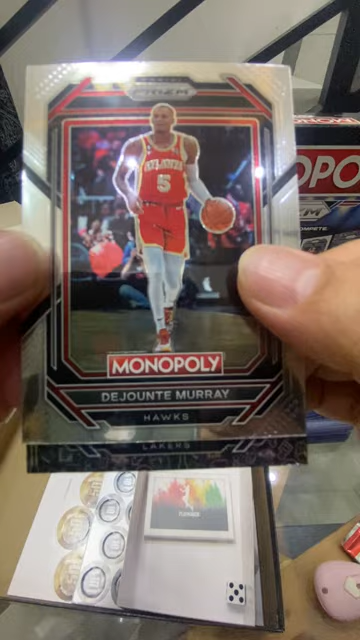 PRIZM
ATLANTA
5
MONOPOLY
DEJOUNTE MURRAY
HAWKS
LAKERS
OPO